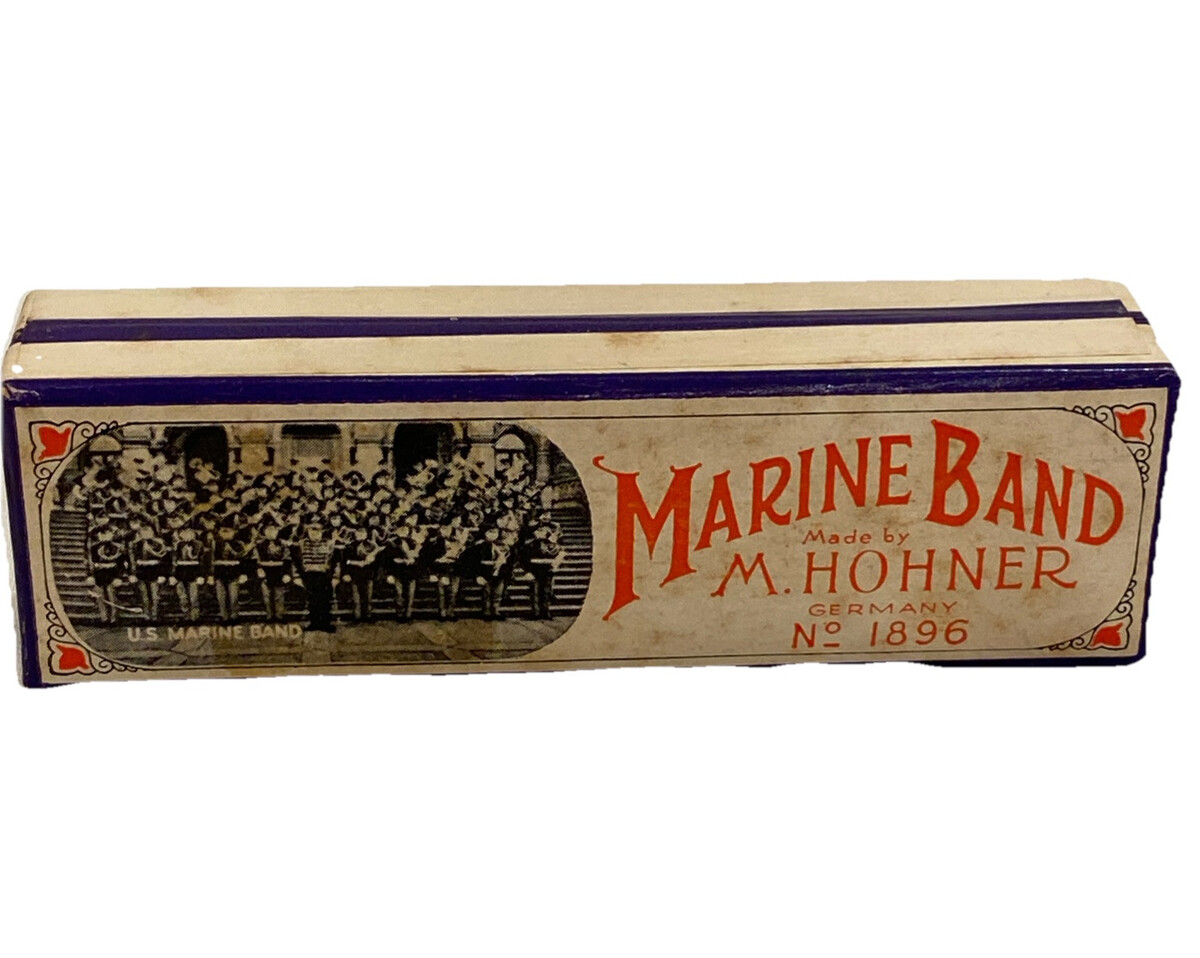 U.S. MARINE BAND
MARINE BAND
Made by
M. HOHNER
GERMANY
Nº 1896